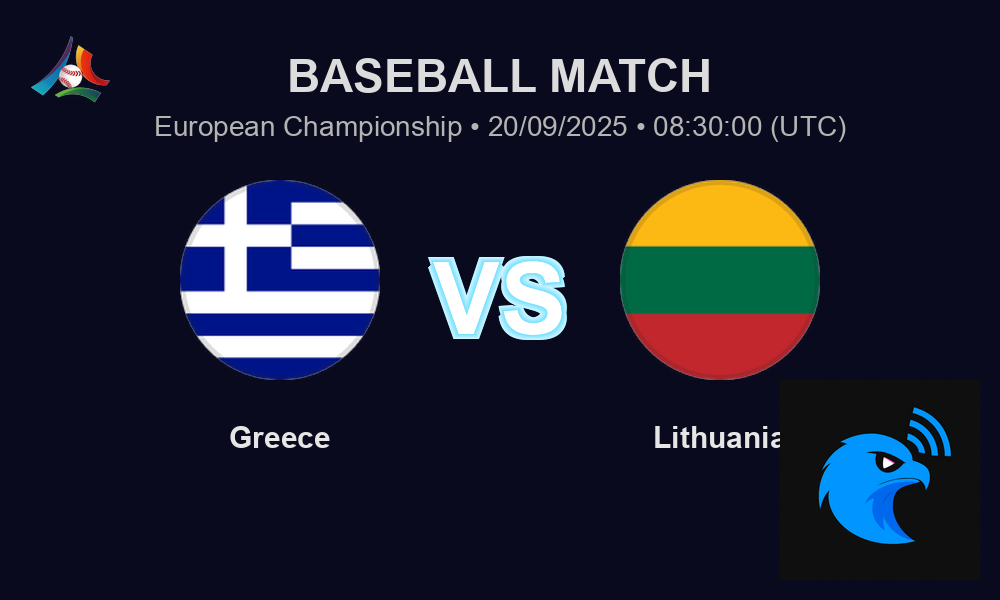 BASEBALL MATCH
European Championship • 20/09/2025 • 08:30:00 (UTC)
VS
Greece
Lithuania